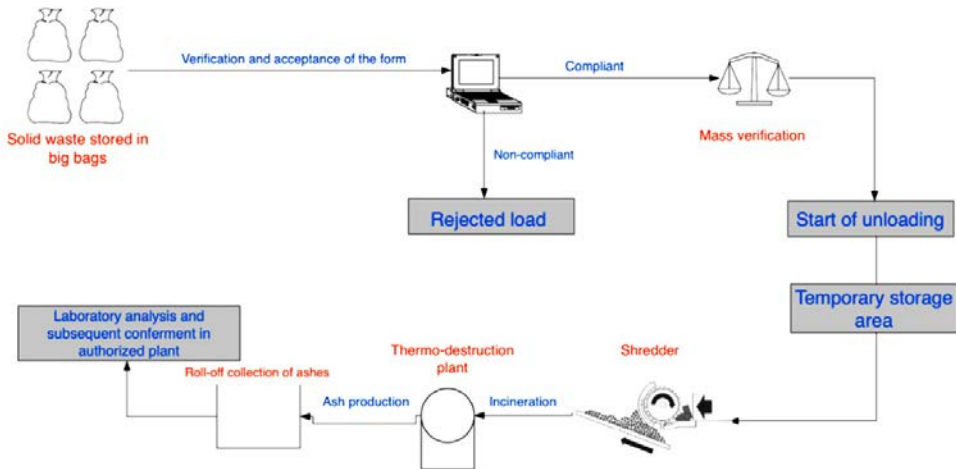 Verification and acceptance of the form
Compliant
Solid waste stored in
big bags
Mass verification
Non-compliant
Rejected load
Start of unloading
Temporary storage
area
Laboratory analysis and
subsequent conferment in
authorized plant
Thermo-destruction
plant
Shredder
Roll-off collection of ashes
Ash production
Incineration